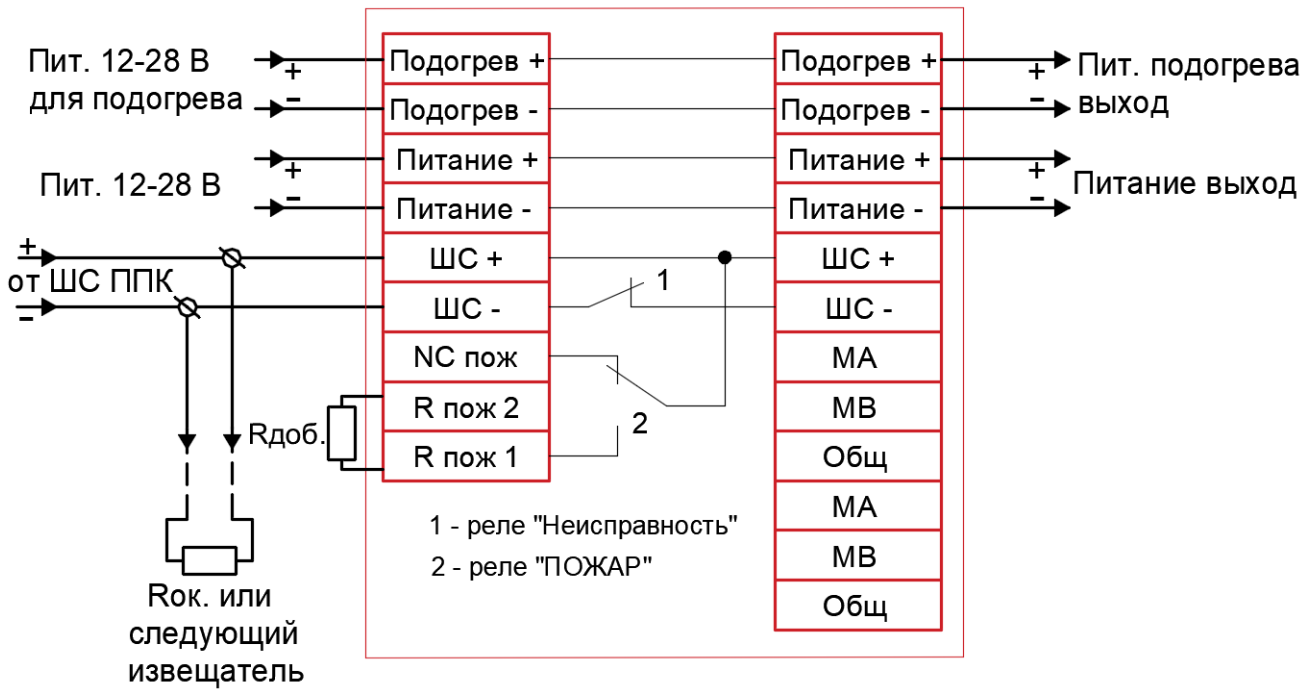 Пит. 12-28 В
для подогрева
+
-
Пит. 12-28 В
+
-
+
от ШС ППК
-
Rдоб.
Rок. или
следующий
извещатель
Подогрев +
Подогрев -
Питание +
Питание -
ШС +
ШС -
NC пож
R пож 2
R пож 1
1
2
1 - реле "Неисправность"
2 - реле "ПОЖАР"
Подогрев +
Подогрев -
Питание +
Питание -
ШС +
ШС -
МА
МВ
Общ
МА
МВ
Общ
+
-
Пит. подогрева
выход
+
-
Питание выход